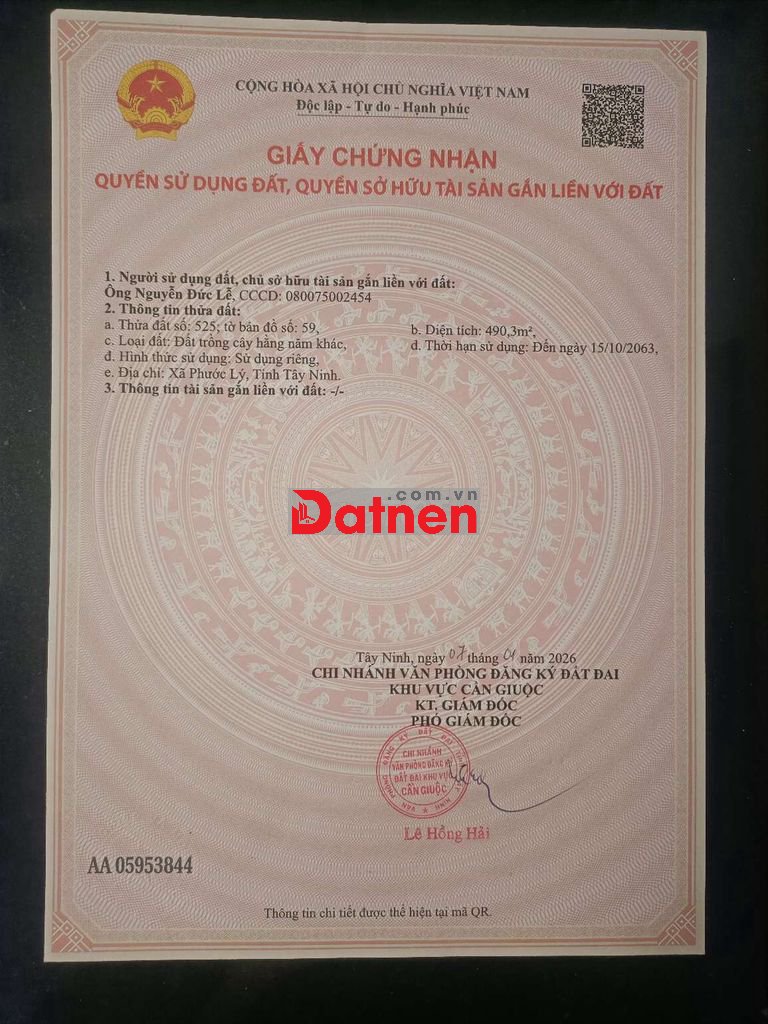 CỘNG HÒA XÃ HỘI CHỦ NGHĨA VIỆT NAM
Độc lập - Tự do - Hạnh phúc
GIẤY CHỨNG NHẬN
QUYỀN SỬ DỤNG ĐẤT, QUYỀN SỞ HỮU TÀI SẢN GẮN LIỀN VỚI ĐẤT
1. Người sử dụng đất, chủ sở hữu tài sản gắn liền với đất:
Ông Nguyễn Đức Lễ, CCCD: 080075002454
2. Thông tin thửa đất:
a. Thửa đất số: 525; tờ bản đồ số: 59, b. Diện tích: 490,3m²,
c. Loại đất: Đất trồng cây hằng năm khác, d. Thời hạn sử dụng: Đến ngày 15/10/2063,
đ. Hình thức sử dụng: Sử dụng riêng,
e. Địa chỉ: Xã Phước Lý, Tỉnh Tây Ninh.
3. Thông tin tài sản gắn liền với đất: -/-
Datnen.com.vn
Tây Ninh, ngày 07 tháng 01 năm 2026
CHI NHÁNH VĂN PHÒNG ĐĂNG KÝ ĐẤT ĐAI
KHU VỰC CẦN GIUỘC
KT. GIÁM ĐỐC
PHÓ GIÁM ĐỐC
CHI NHÁNH
VĂN PHÒNG ĐĂNG KÝ
ĐẤT ĐAI KHU VỰC
CẦN GIUỘC
Lê Hồng Hải
AA 05953844
Thông tin chi tiết được thể hiện tại mã QR.